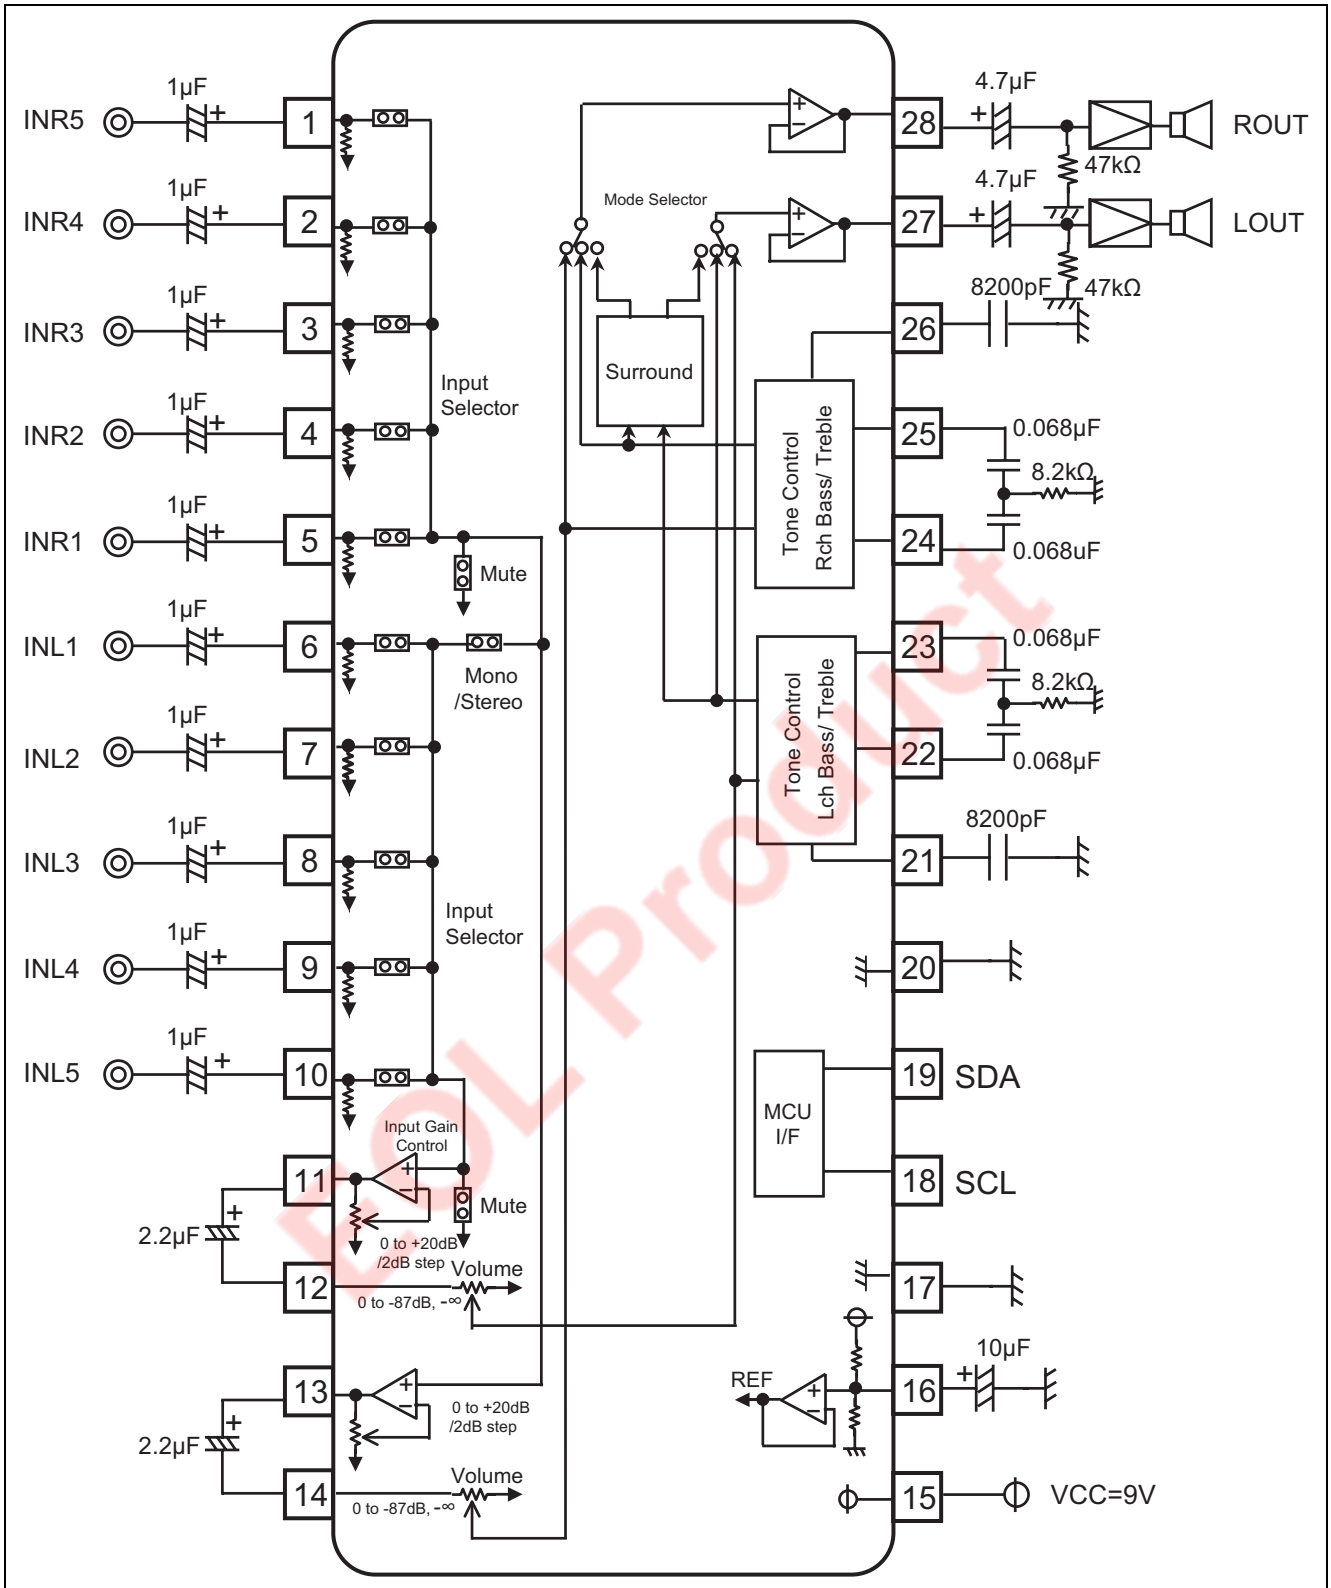 INR5
1µF
+
1
INR4
1µF
+
2
INR3
1µF
+
3
INR2
1µF
+
4
INR1
1µF
+
5
INL1
1µF
+
6
INL2
1µF
+
7
INL3
1µF
+
8
INL4
1µF
+
9
INL5
1µF
+
10
Input
Selector
Mute
Mono
/Stereo
Input
Selector
Input Gain
Control
+
−
Mute
0 to +20dB
/2dB step
11
+
2.2µF
12
Volume
0 to -87dB, -∞
13
+
−
0 to +20dB
/2dB step
+
2.2µF
14
Volume
0 to -87dB, -∞
Mode Selector
+
−
+
−
Surround
Tone Control
Rch Bass/ Treble
Tone Control
Lch Bass/ Treble
MCU
I/F
REF
+
−
28
+
4.7µF
47kΩ
ROUT
27
+
4.7µF
47kΩ
LOUT
26
8200pF
25
0.068µF
8.2kΩ
24
0.068uF
23
0.068µF
8.2kΩ
22
0.068µF
21
8200pF
20
19
SDA
18
SCL
17
16
+
10µF
15
VCC=9V
EOL Product